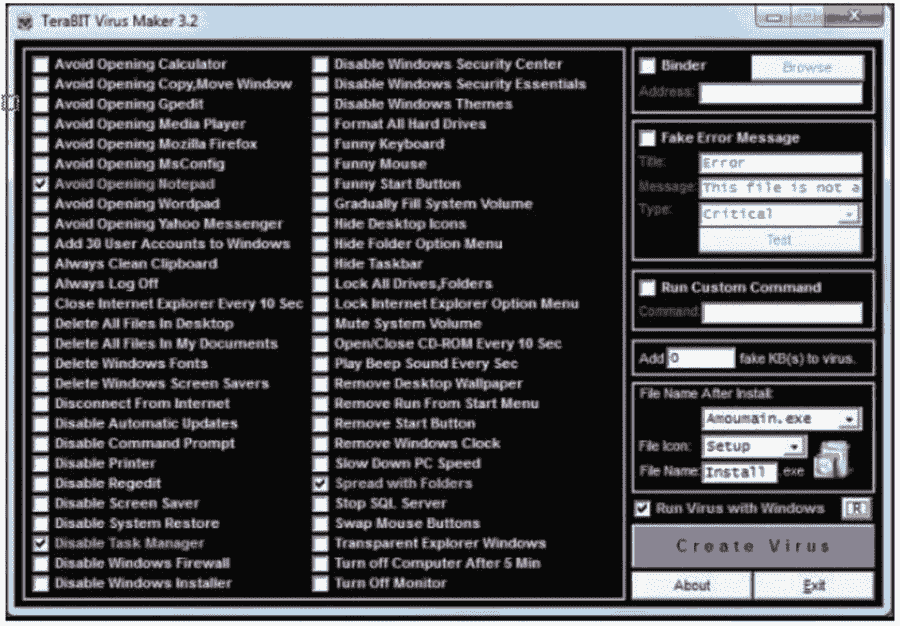 TeraBIT Virus Maker 3.2
Avoid Opening Calculator
Avoid Opening Copy,Move Window
Avoid Opening Gpedit
Avoid Opening Media Player
Avoid Opening Mozilla Firefox
Avoid Opening MsConfig
Avoid Opening Notepad
Avoid Opening Wordpad
Avoid Opening Yahoo Messenger
Add 30 User Accounts to Windows
Always Clean Clipboard
Always Log Off
Close Internet Explorer Every 10 Sec
Delete All Files In Desktop
Delete All Files In My Documents
Delete Windows Fonts
Delete Windows Screen Savers
Disconnect From Internet
Disable Automatic Updates
Disable Command Prompt
Disable Printer
Disable Regedit
Disable Screen Saver
Disable System Restore
Disable Task Manager
Disable Windows Firewall
Disable Windows Installer
Disable Windows Security Center
Disable Windows Security Essentials
Disable Windows Themes
Format All Hard Drives
Funny Keyboard
Funny Mouse
Funny Start Button
Gradually Fill System Volume
Hide Desktop Icons
Hide Folder Option Menu
Hide Taskbar
Lock All Drives,Folders
Lock Internet Explorer Option Menu
Mute System Volume
Open/Close CD-ROM Every 10 Sec
Play Beep Sound Every Sec
Remove Desktop Wallpaper
Remove Run From Start Menu
Remove Start Button
Remove Windows Clock
Slow Down PC Speed
Spread with Folders
Stop SQL Server
Swap Mouse Buttons
Transparent Explorer Windows
Turn off Computer After 5 Min
Turn Off Monitor
Binder Browse
Address:
Fake Error Message
Title: Error
Message: This file is not a
Type: Critical
Test
Run Custom Command
Command:
Add 0 fake KB(s) to virus.
File Name After Install:
Amoumain.exe
File Icon: Setup
File Name: Install .exe
Run Virus with Windows R
Create Virus
About Exit